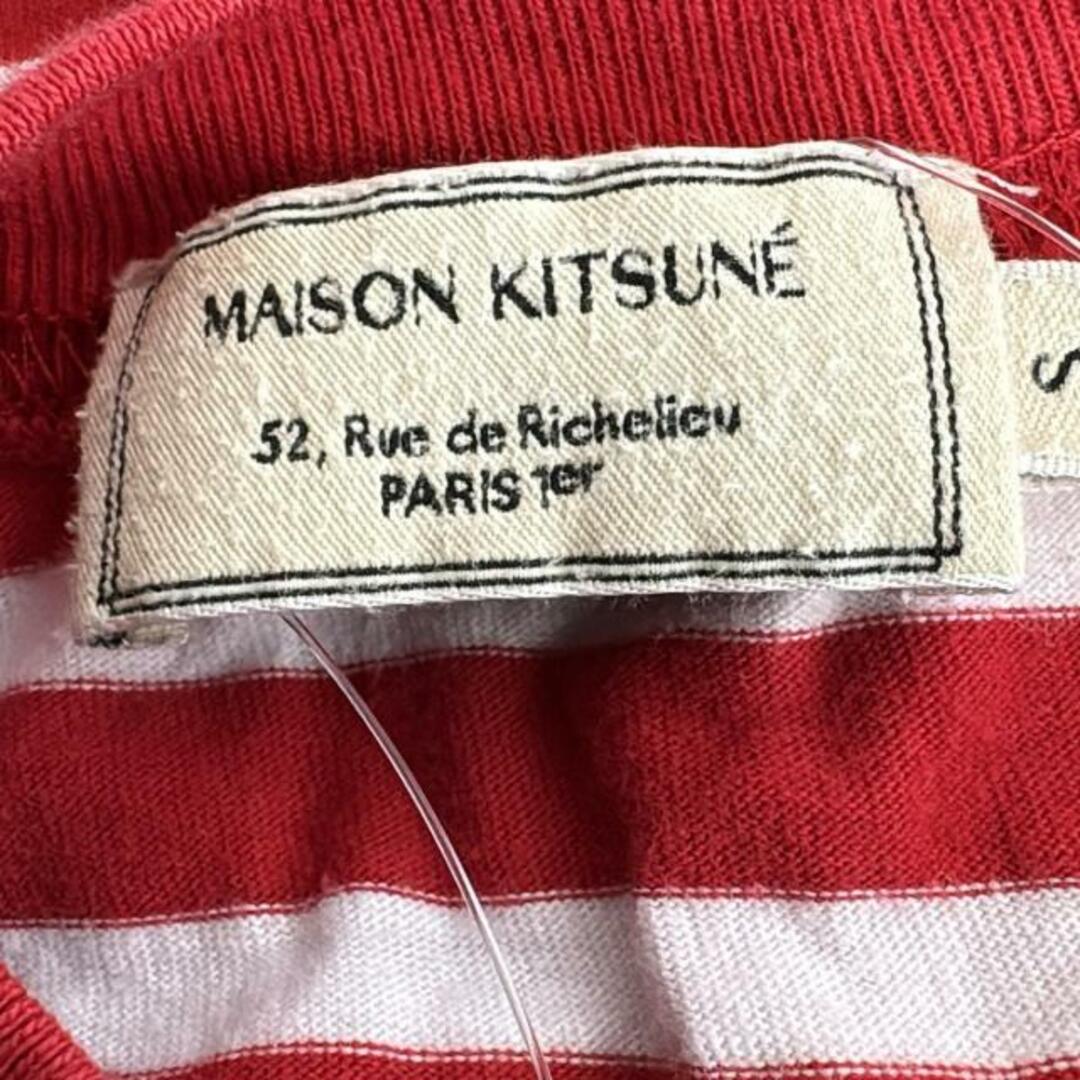 MAISON KITSUNÉ
52, Rue de Richelieu
PARIS 1er
S